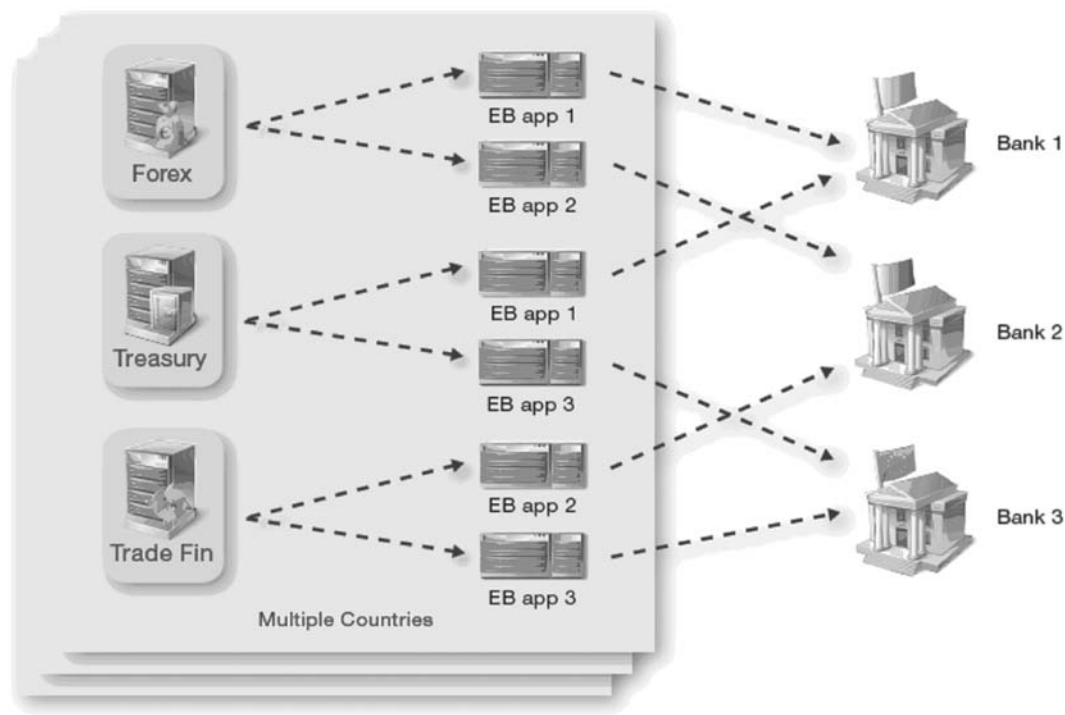 Forex
EB app 1
EB app 2
Bank 1
Treasury
EB app 1
EB app 3
Bank 2
Trade Fin
EB app 2
EB app 3
Bank 3
Multiple Countries